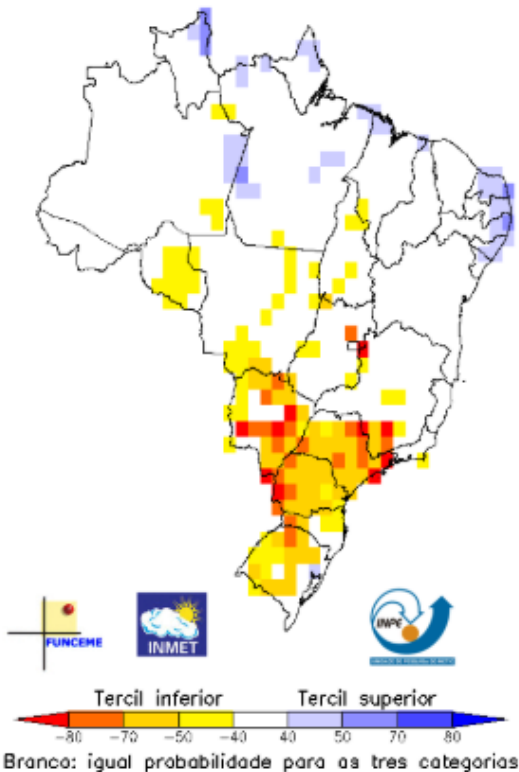 FUNCEME
INMET
INPE
Tercil inferior Tercil superior
-80 -70 -50 -40 40 50 70 80
Branco: igual probabilidade para as tres categorias